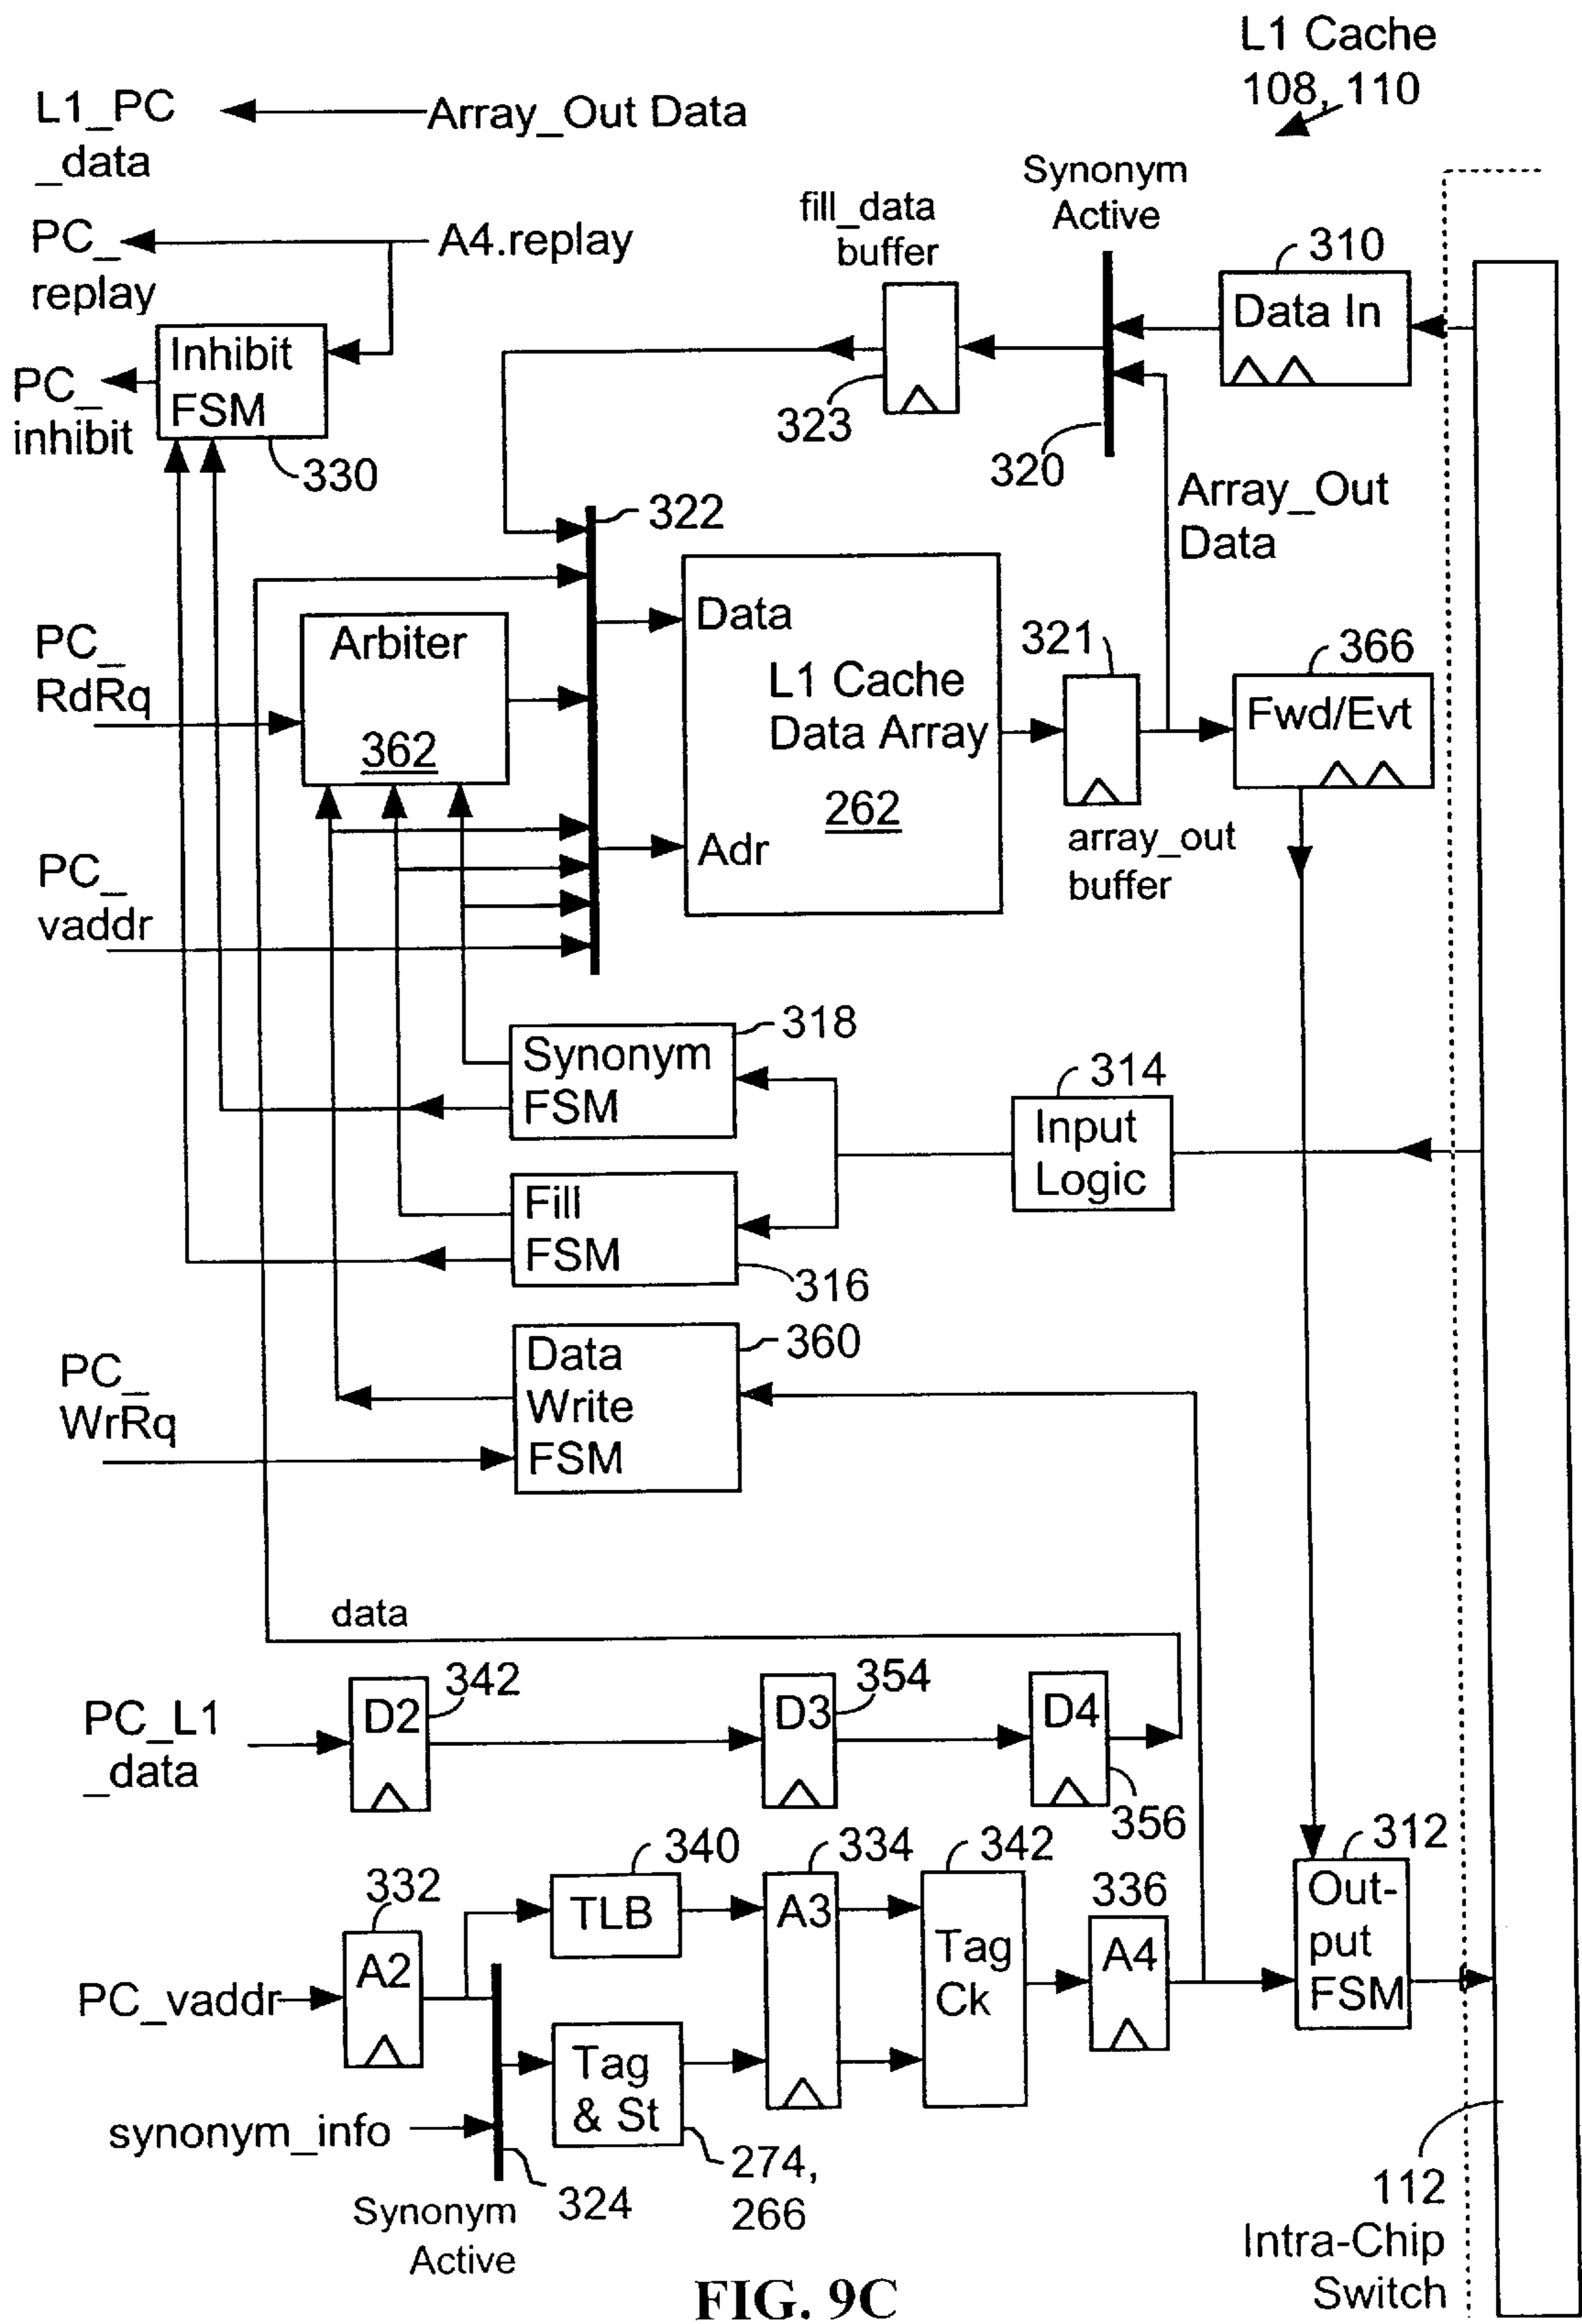 L1 Cache
108, 110
L1_PC
_data
Array_Out Data
Synonym
Active
fill_data
buffer
PC_
replay
A4.replay
310
Data In
Inhibit
FSM
PC_
inhibit
330
323
320
Array_Out
Data
322
PC_
RdRq
Arbiter
362
Data
L1 Cache
Data Array
262
Adr
321
array_out
buffer
366
Fwd/Evt
PC_
vaddr
318
Synonym
FSM
314
Input
Logic
Fill
FSM
316
360
Data
Write
FSM
PC_
WrRq
data
PC_L1
_data
D2
342
D3
354
D4
356
340
TLB
334
A3
342
Tag
Ck
332
A2
336
A4
312
Out-
put
FSM
PC_vaddr
Tag
& St
274,
266
synonym_info
324
Synonym
Active
112
Intra-Chip
Switch
FIG. 9C